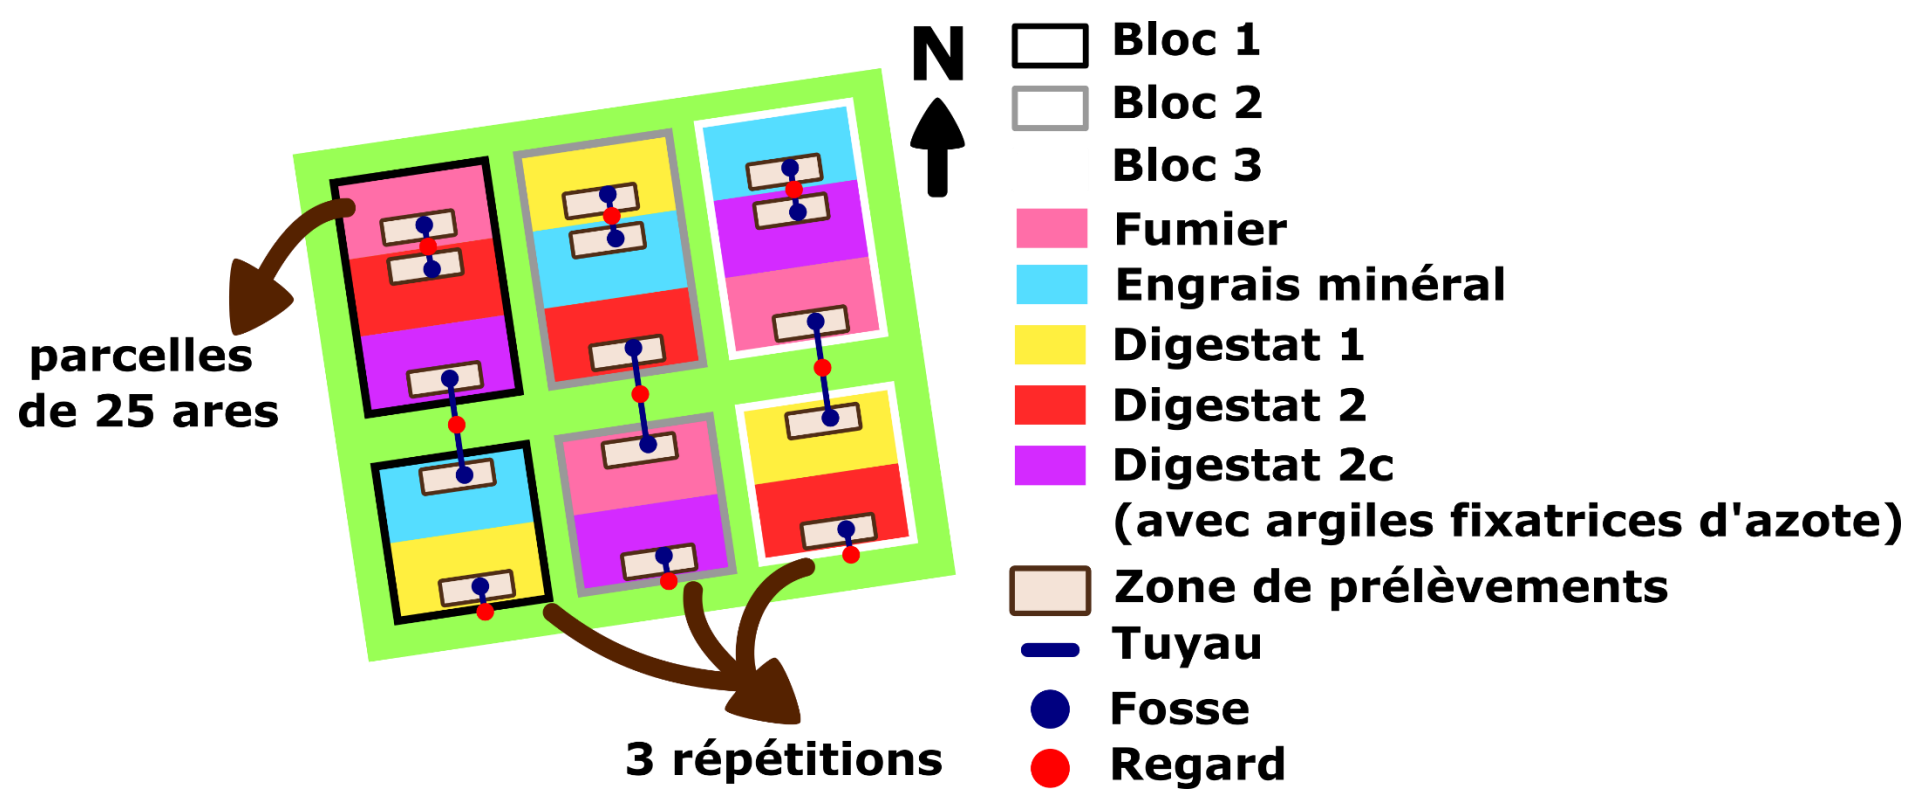 N
parcelles
de 25 ares
3 répétitions
Bloc 1
Bloc 2
Bloc 3
Fumier
Engrais minéral
Digestat 1
Digestat 2
Digestat 2c
(avec argiles fixatrices d'azote)
Zone de prélèvements
Tuyau
Fosse
Regard